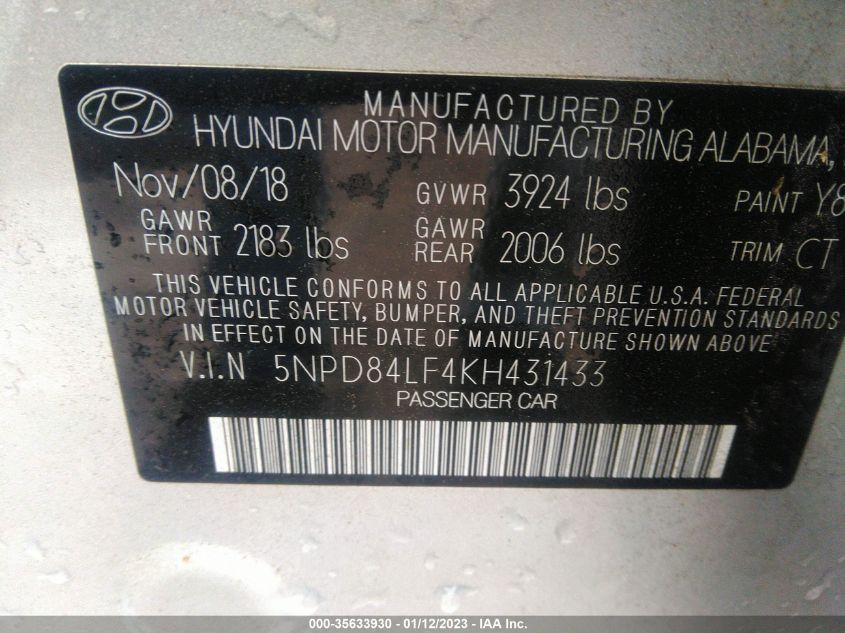 MANUFACTURED BY
HYUNDAI MOTOR MANUFACTURING ALABAMA,
Nov/08/18 GVWR 3924 lbs PAINT Y8
GAWR FRONT 2183 lbs GAWR REAR 2006 lbs TRIM CT
THIS VEHICLE CONFORMS TO ALL APPLICABLE U.S.A. FEDERAL
MOTOR VEHICLE SAFETY, BUMPER, AND THEFT PREVENTION STANDARDS
IN EFFECT ON THE DATE OF MANUFACTURE SHOWN ABOVE
V.I.N 5NPD84LF4KH431433
PASSENGER CAR
000-35633930 - 01/12/2023 - © IAA Inc.